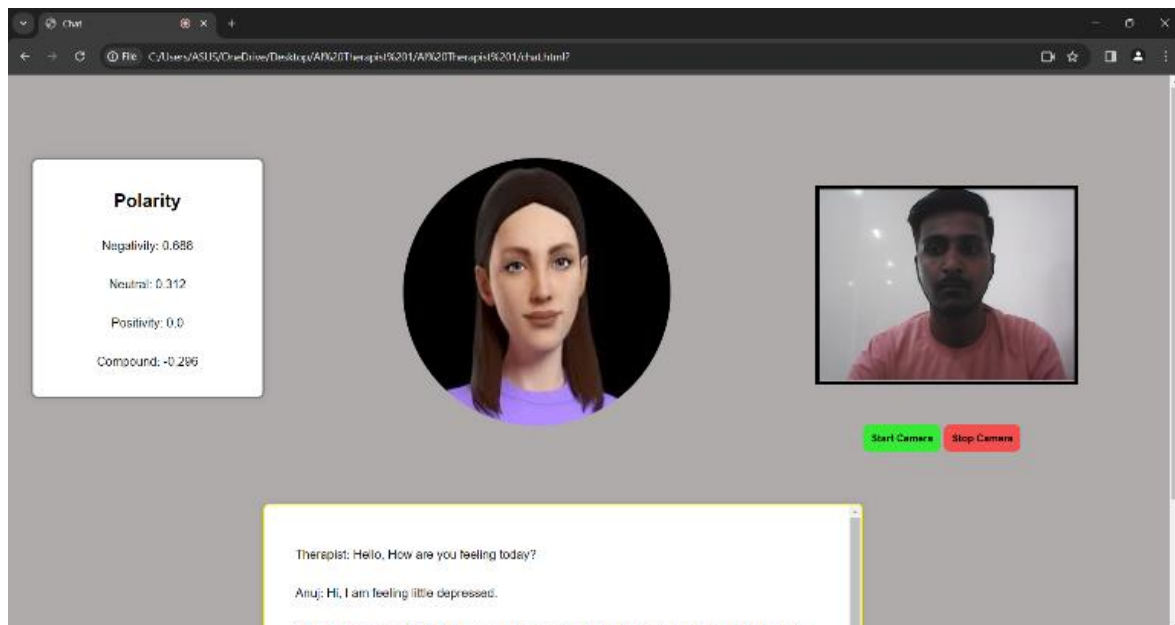 Chat
File C:/Users/ASUS/OneDrive/Desktop/AI%20Therapist%201/AI%20Therapist%201/chat.html?
Polarity
Negativity: 0.688
Neutral: 0.312
Positivity: 0.0
Compound: -0.296
Start Camera Stop Camera
Therapist: Hello, How are you feeling today?
Anuj: Hi, I am feeling little depressed.